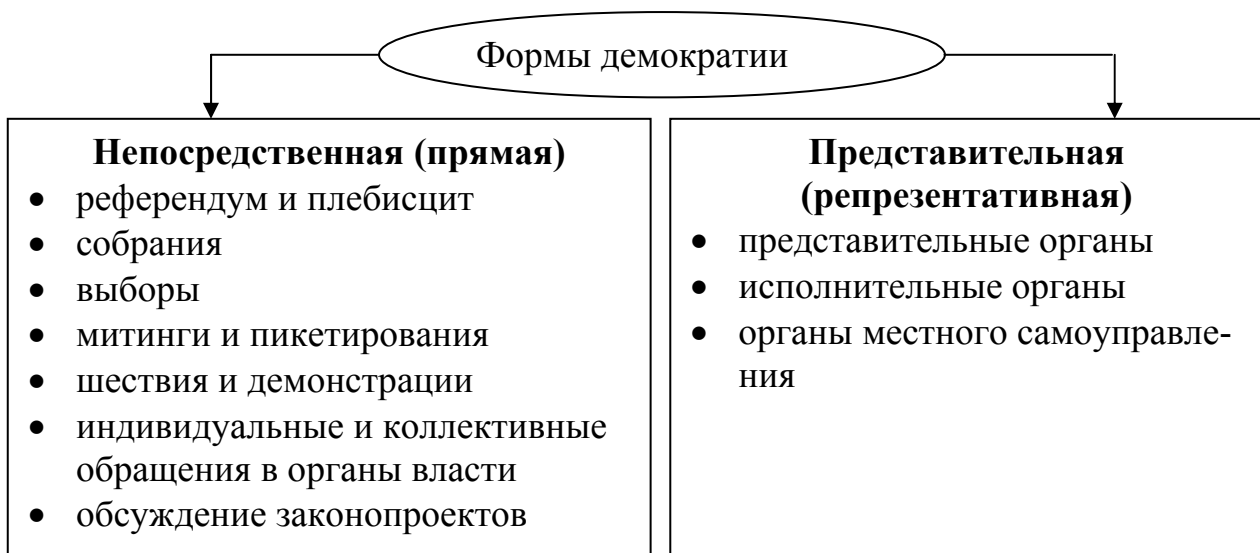 Формы демократии
Непосредственная (прямая)
• референдум и плебисцит
• собрания
• выборы
• митинги и пикетирования
• шествия и демонстрации
• индивидуальные и коллективные
обращения в органы власти
• обсуждение законопроектов
Представительная
(репрезентативная)
• представительные органы
• исполнительные органы
• органы местного самоуправле-
ния